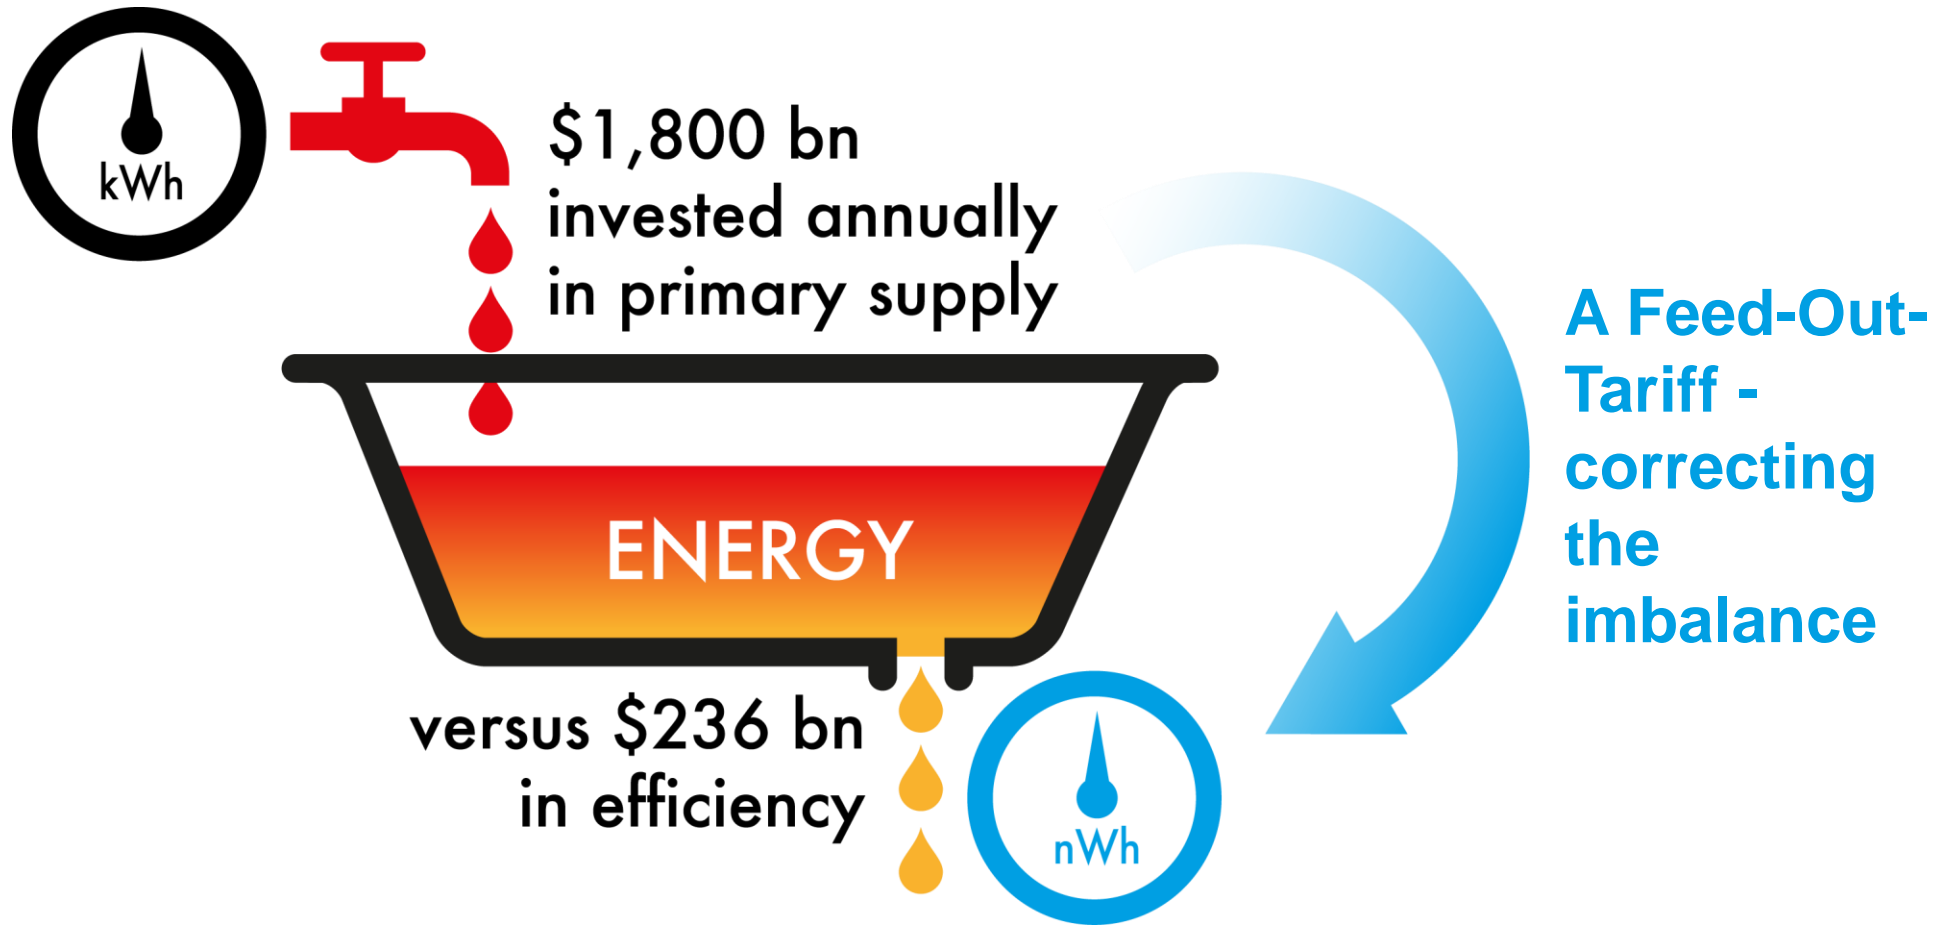 kWh
$1,800 bn
invested annually
in primary supply
A Feed-Out-
Tariff -
correcting
the
imbalance
ENERGY
versus $236 bn
in efficiency
nWh